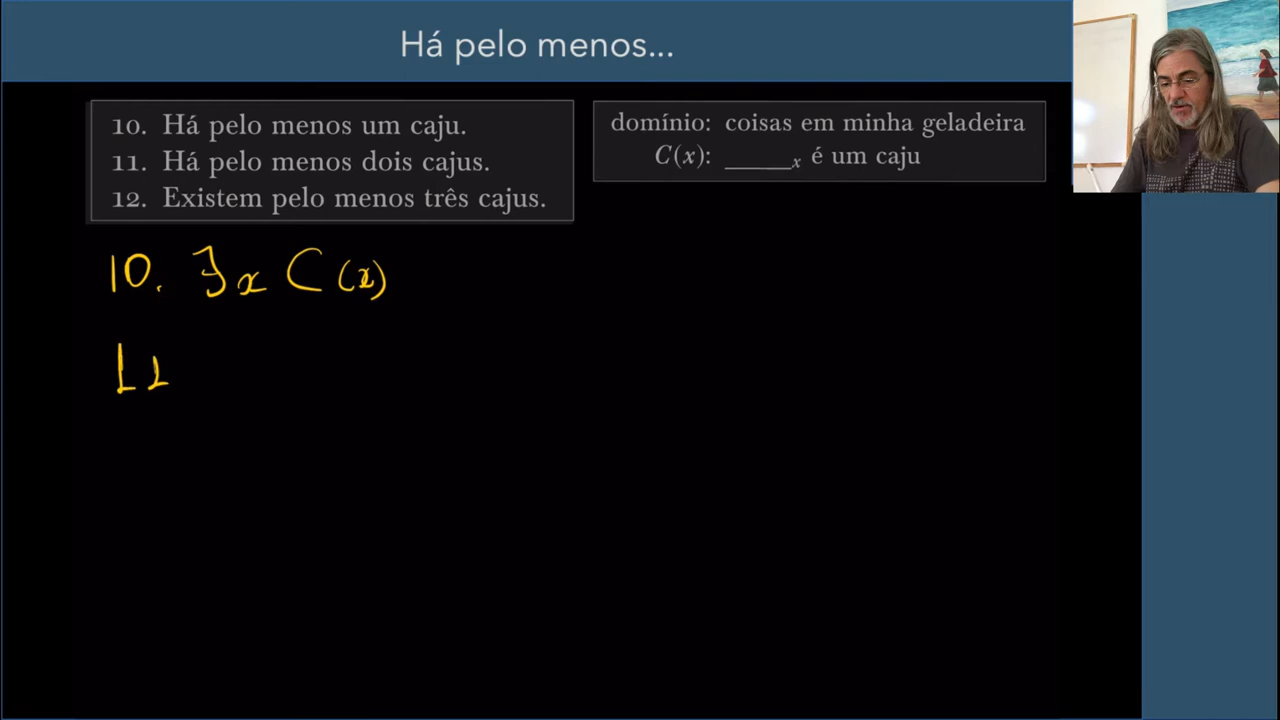 Há pelo menos...
10. Há pelo menos um caju.
11. Há pelo menos dois cajus.
12. Existem pelo menos três cajus.
domínio: coisas em minha geladeira
C(x): ______x é um caju
10. ∃x C(x)
11